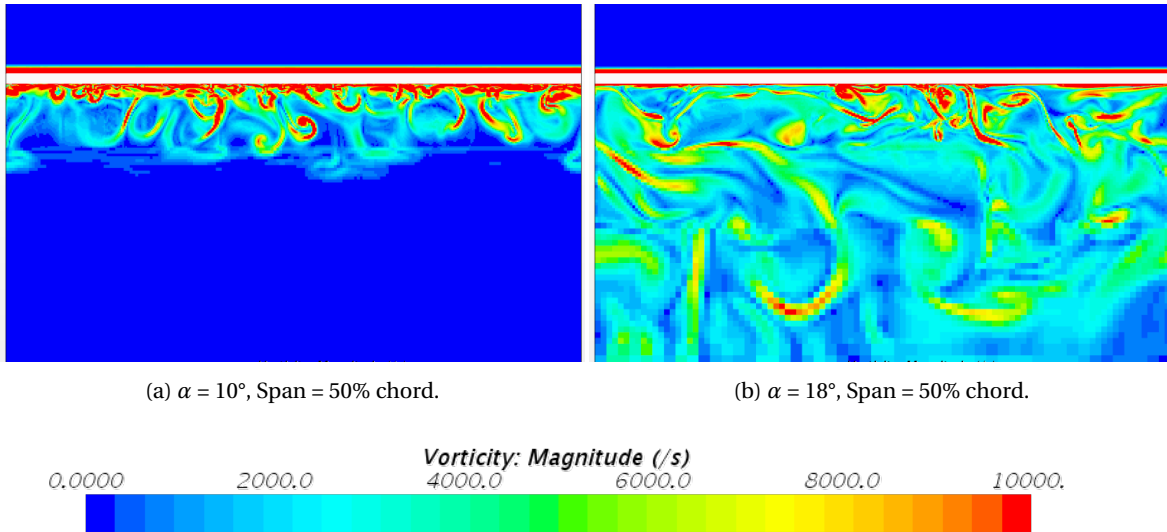 (a) α = 10°, Span = 50% chord.
(b) α = 18°, Span = 50% chord.
Vorticity: Magnitude (/s)
0.0000 2000.0 4000.0 6000.0 8000.0 10000.